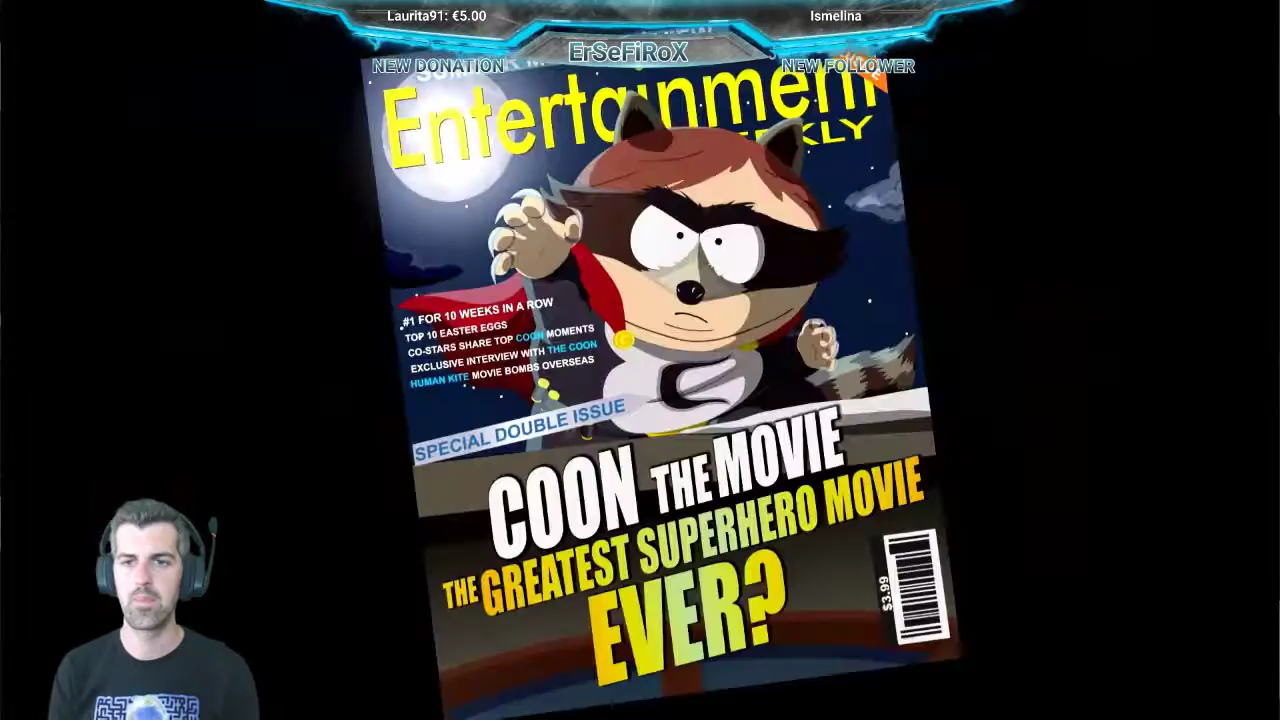 Laurita91: €5.00
Ismelina
ErSeFiRoX
NEW DONATION
NEW FOLLOWER
Entertainment
#1 FOR 10 WEEKS IN A ROW
TOP 10 EASTER EGGS
CO-STARS SHARE TOP COON MOMENTS
EXCLUSIVE INTERVIEW WITH THE COON
HUMAN KITE MOVIE BOMBS OVERSEAS
SPECIAL DOUBLE ISSUE
COON THE MOVIE
THE GREATEST SUPERHERO MOVIE
EVER?
$3.99